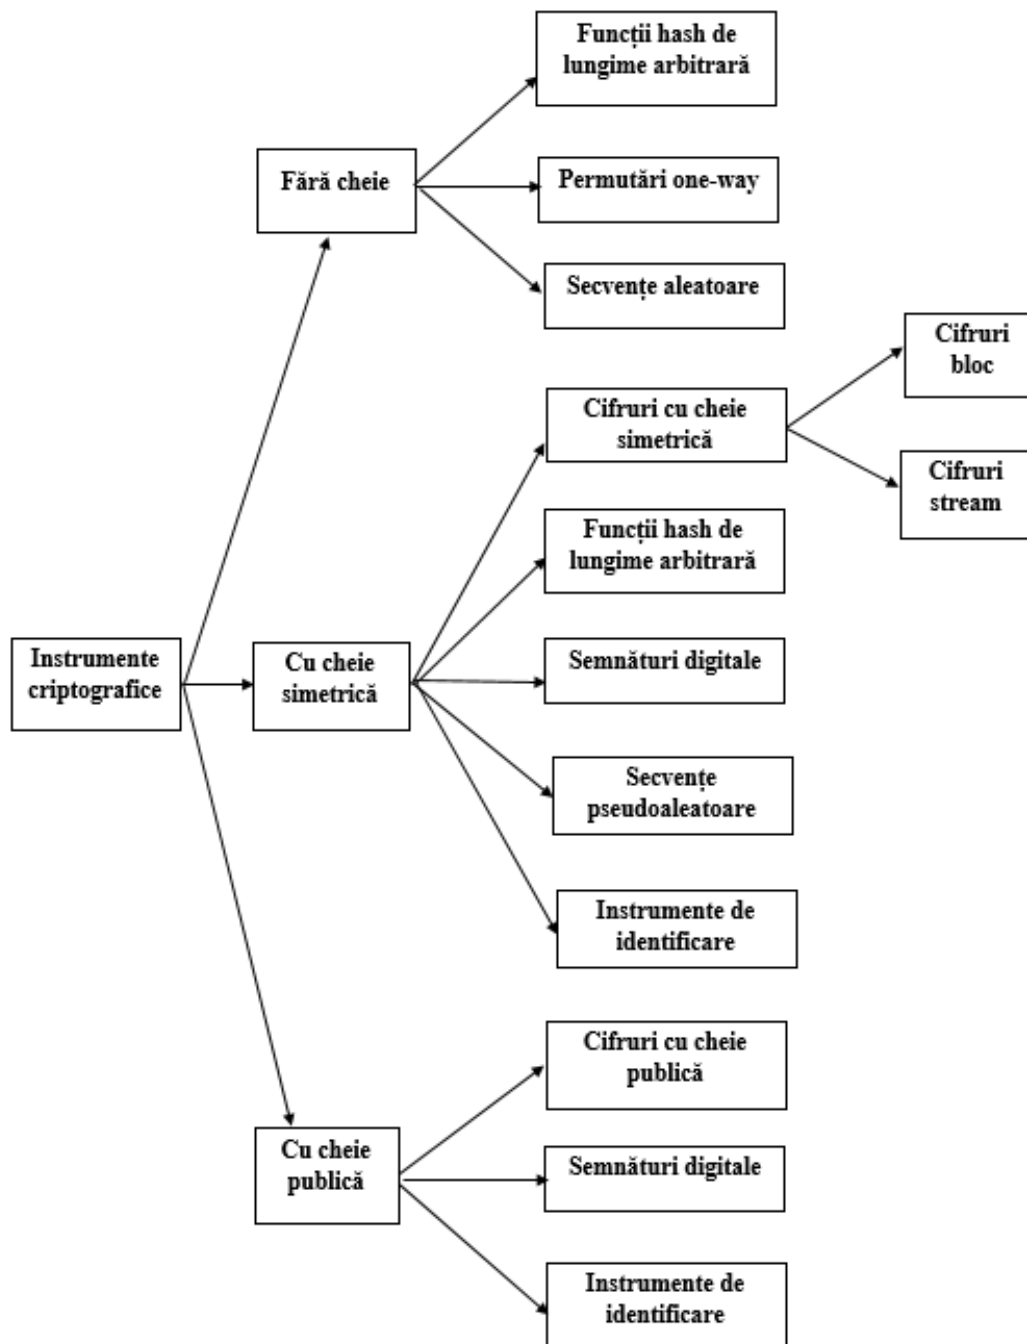 Funcții hash de
lungime arbitrară
Fără cheie
Permutări one-way
Secvențe aleatoare
Cifruri
bloc
Cifruri cu cheie
simetrică
Cifruri
stream
Funcții hash de
lungime arbitrară
Instrumente
criptografice
Cu cheie
simetrică
Semnături digitale
Secvențe
pseudoaleatoare
Instrumente de
identificare
Cifruri cu cheie
publică
Cu cheie
publică
Semnături digitale
Instrumente de
identificare